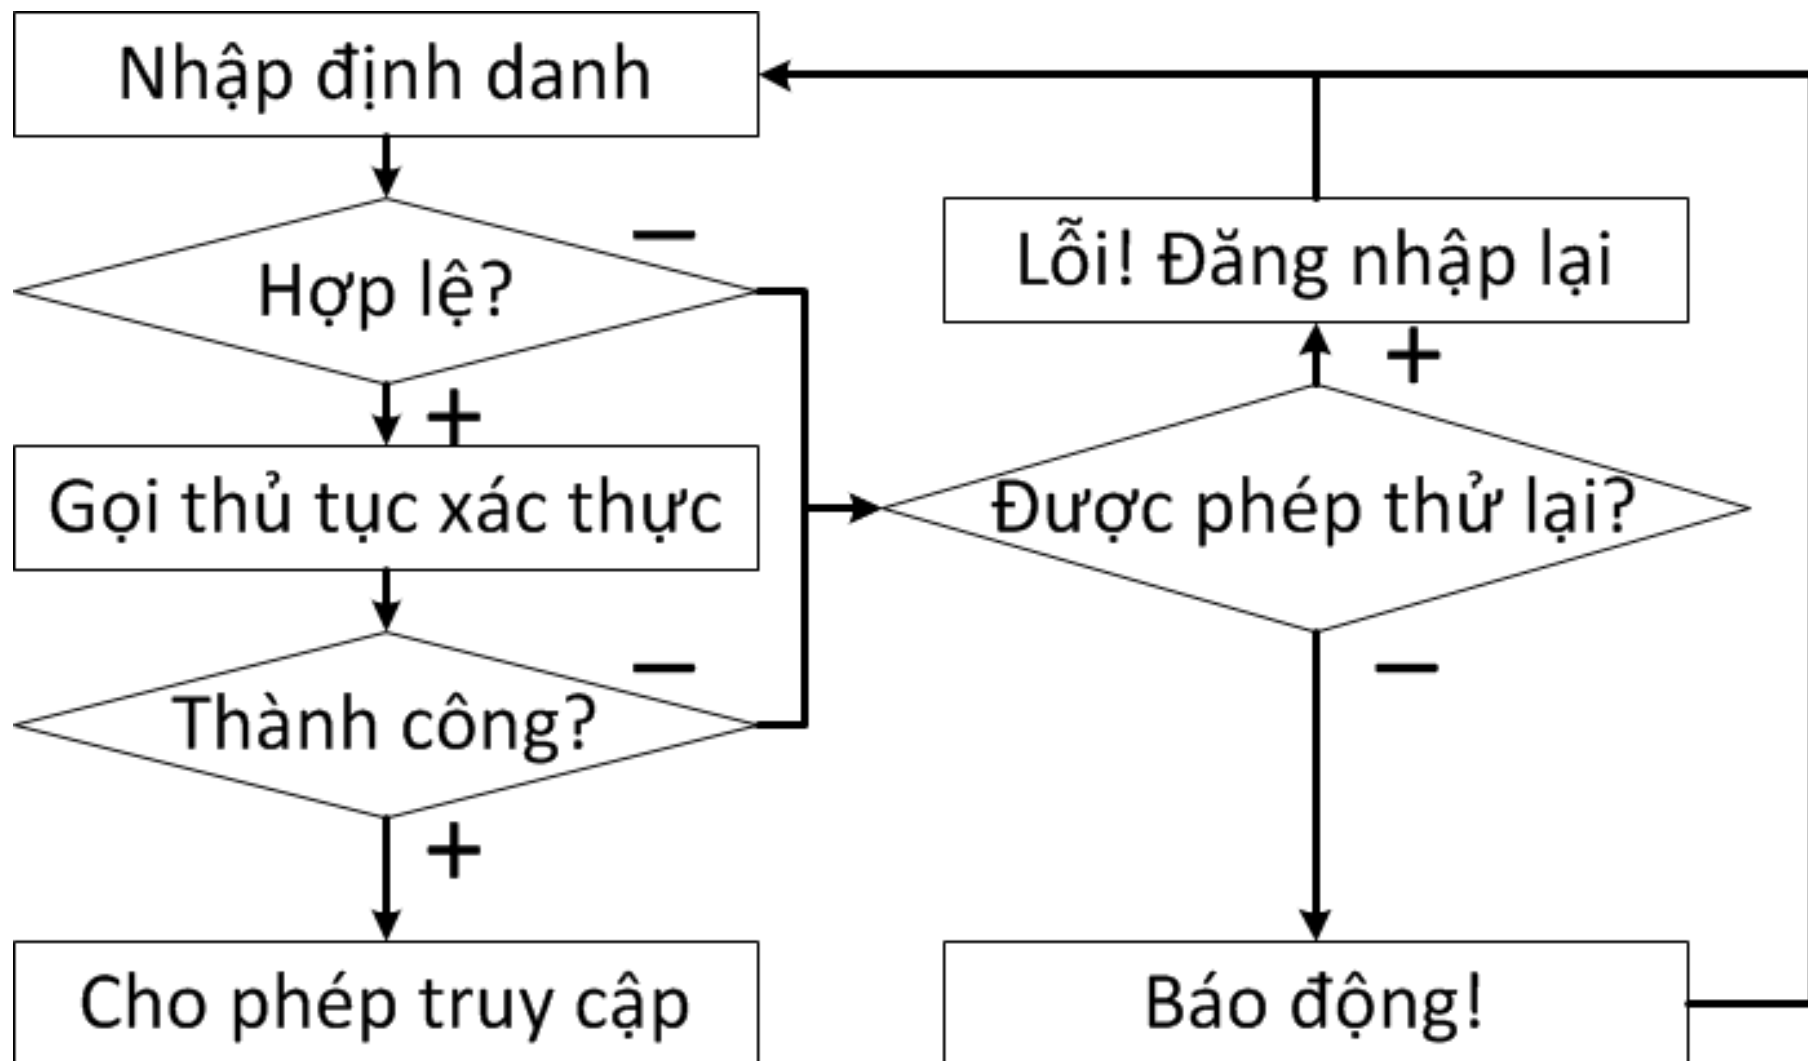 Nhập định danh
Hợp lệ?
−
+
Gọi thủ tục xác thực
Thành công?
−
+
Cho phép truy cập
Lỗi! Đăng nhập lại
+
Được phép thử lại?
−
Báo động!